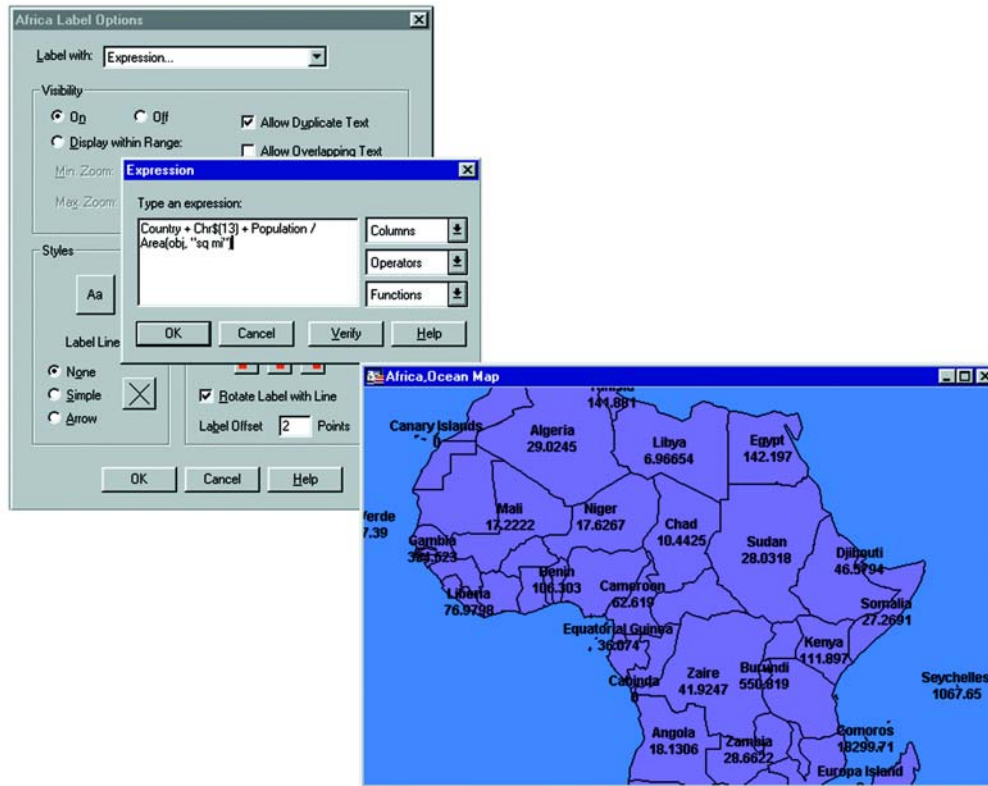 Africa Label Options
Label with: Expression...
Visibility
On Off
Allow Duplicate Text
Display within Range:
Allow Overlapping Text
Min. Zoom:
Max. Zoom:
Expression
Type an expression:
Country + Chr$(13) + Population /
Area(obj, "sq mi")
Columns
Operators
Functions
OK Cancel Verify Help
Styles
Aa
Label Line
None
Simple
Arrow
Rotate Label with Line
Label Offset 2 Points
OK Cancel Help
Africa,Ocean Map
Tunisia
141.881
Canary Islands
0
Algeria
29.0245
Libya
6.96654
Egypt
142.197
Verde
7.39
Mali
17.2222
Niger
17.6267
Chad
10.4425
Sudan
28.0318
Djibouti
46.5794
Gambia
Benin
106.303
Cameroon
62.619
Liberia
76.9798
Somalia
27.2691
Equatorial Guinea
36.074
Kenya
111.897
Cabinda
Zaire
41.9247
Burundi
550.819
Seychelles
1067.65
Angola
18.1306
Zambia
28.6622
Comoros
18299.71
Europa Island